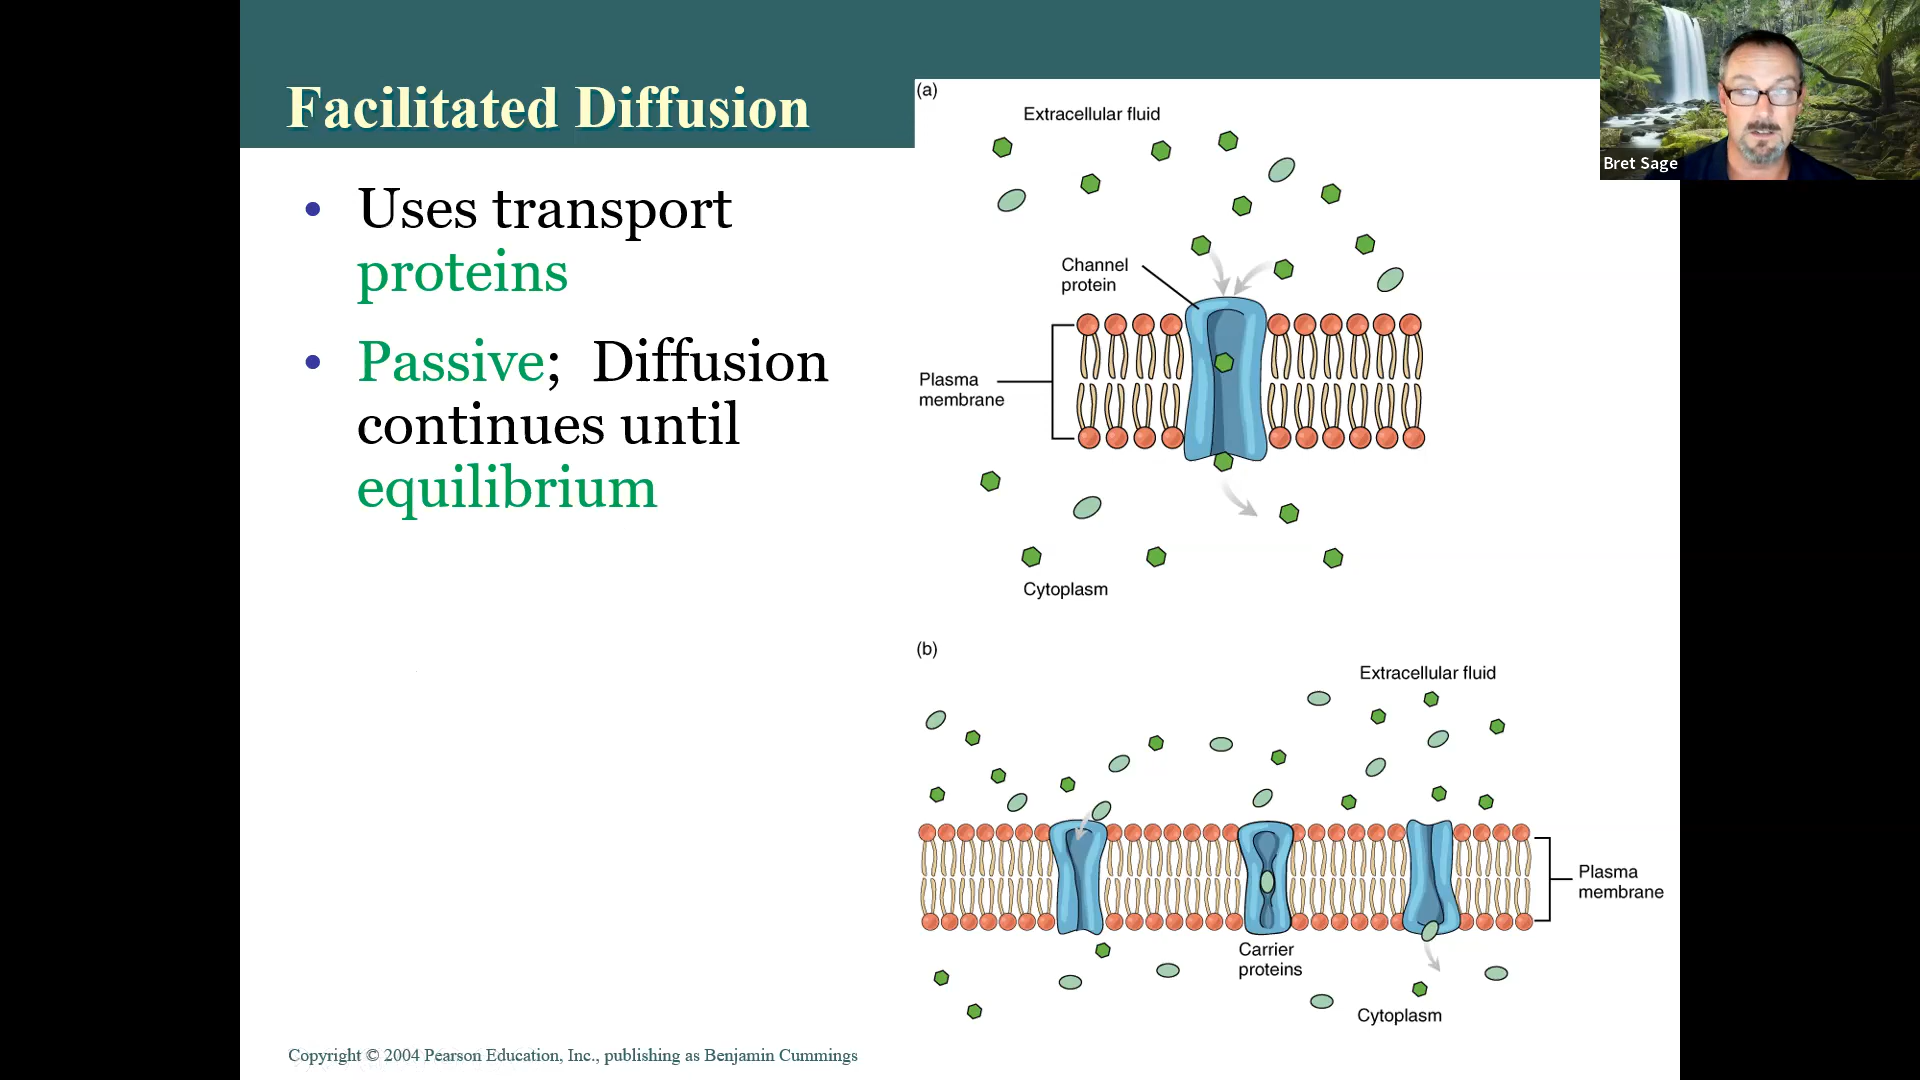 Facilitated Diffusion
• Uses transport
proteins
• Passive; Diffusion
continues until
equilibrium
(a)
Extracellular fluid
Channel
protein
Plasma
membrane
Cytoplasm
(b)
Extracellular fluid
Plasma
membrane
Carrier
proteins
Cytoplasm
Copyright © 2004 Pearson Education, Inc., publishing as Benjamin Cummings
Bret Sage